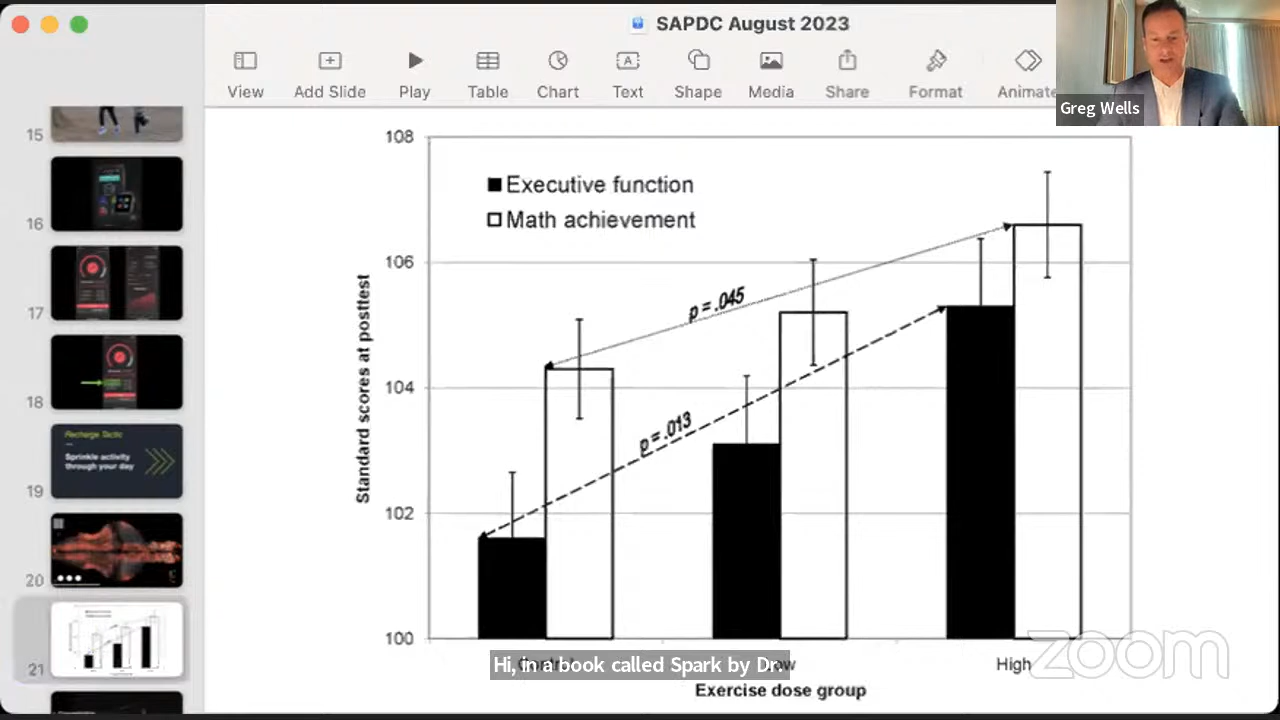 SAPDC August 2023
View
Add Slide
Play
Table
Chart
Text
Shape
Media
Share
Format
Animate
Greg Wells
15
16
17
18
19
Recharge Tactic
Sprinkle activity
through your day
20
21
108
106
104
102
100
Standard scores at posttest
Executive function
Math achievement
p = .045
p = .013
High
Exercise dose group
Hi, in a book called Spark by Dr.
zoom